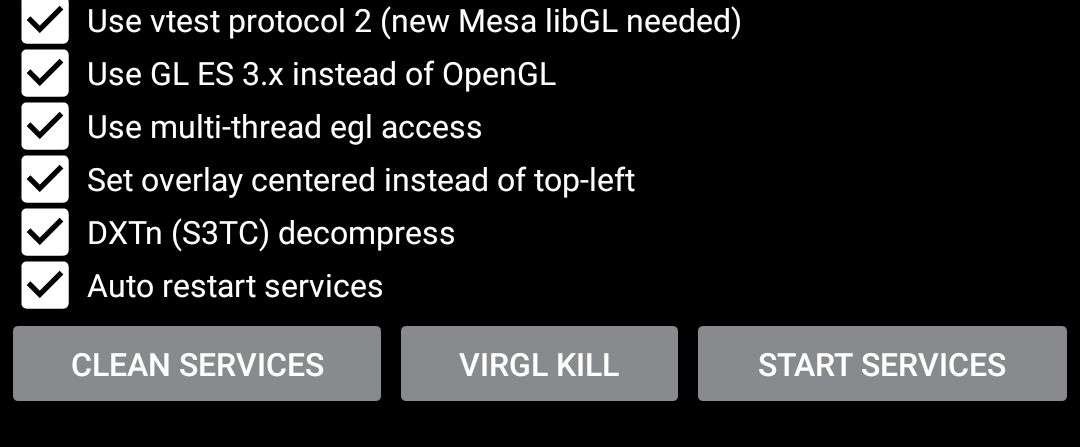 Use vtest protocol 2 (new Mesa libGL needed)
Use GL ES 3.x instead of OpenGL
Use multi-thread egl access
Set overlay centered instead of top-left
DXTn (S3TC) decompress
Auto restart services
CLEAN SERVICES VIRGL KILL START SERVICES